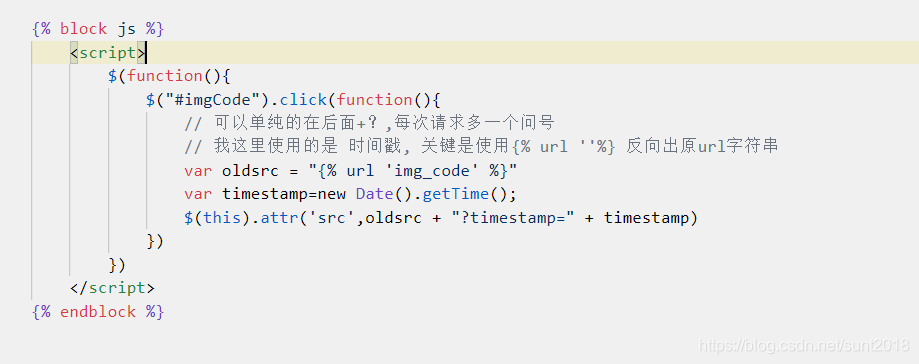 {% block js %}
<script>
$(function(){
$("#imgCode").click(function(){
// 可以单纯的在后面+？,每次请求多一个问号
// 我这里使用的是 时间戳, 关键是使用{% url ''%} 反向出原url字符串
var oldsrc = "{% url 'img_code' %}"
var timestamp=new Date().getTime();
$(this).attr('src',oldsrc + "?timestamp=" + timestamp)
})
})
</script>
{% endblock %}
https://blog.csdn.net/sunt2018